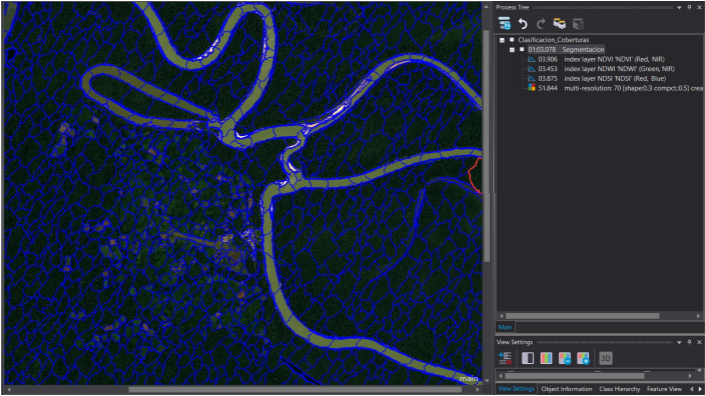 Process Tree
Clasificacion_Coberturas
01:03.078 Segmentacion
03.906 index layer NDVI 'NDVI' (Red, NIR)
03.453 index layer NDWI 'NDWI' (Green, NIR)
03.875 index layer NDSI 'NDSI' (Red, Blue)
51.844 multi-resolution: 70 [shape:0.3 compct.:0.5] crea
main
Main
View Settings
3D
View Settings Object Information Class Hierarchy Feature View